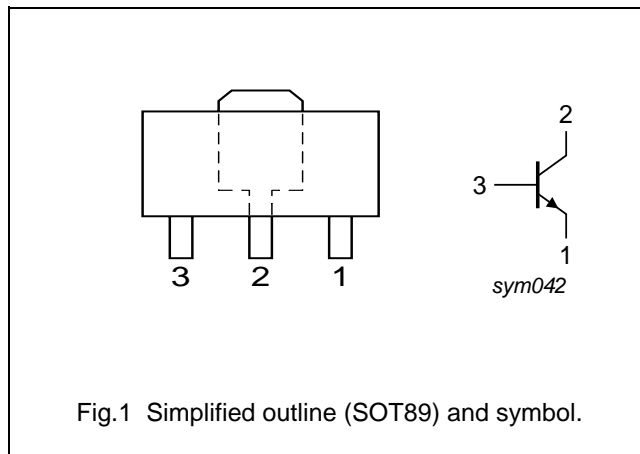 2
3
1
sym042
3 2 1
Fig.1 Simplified outline (SOT89) and symbol.